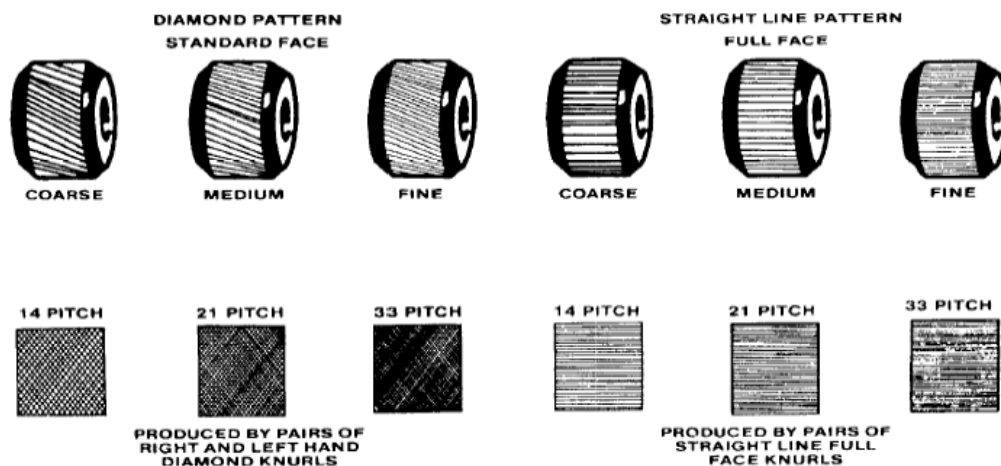 DIAMOND PATTERN
STANDARD FACE
COARSE
MEDIUM
FINE
STRAIGHT LINE PATTERN
FULL FACE
COARSE
MEDIUM
FINE
14 PITCH
21 PITCH
33 PITCH
PRODUCED BY PAIRS OF
RIGHT AND LEFT HAND
DIAMOND KNURLS
14 PITCH
21 PITCH
33 PITCH
PRODUCED BY PAIRS OF
STRAIGHT LINE FULL
FACE KNURLS